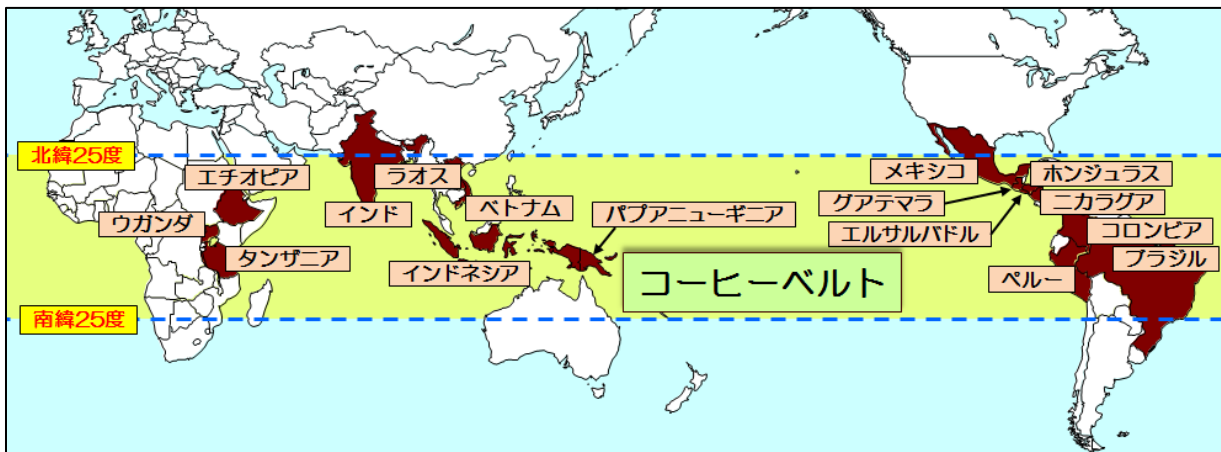 北緯25度
エチオピア
ラオス
メキシコ
ホンジュラス
インド
ベトナム
パプアニューギニア
グアテマラ
ニカラグア
ウガンダ
エルサルバドル
コロンビア
タンザニア
インドネシア
コーヒーベルト
ペルー
ブラジル
南緯25度